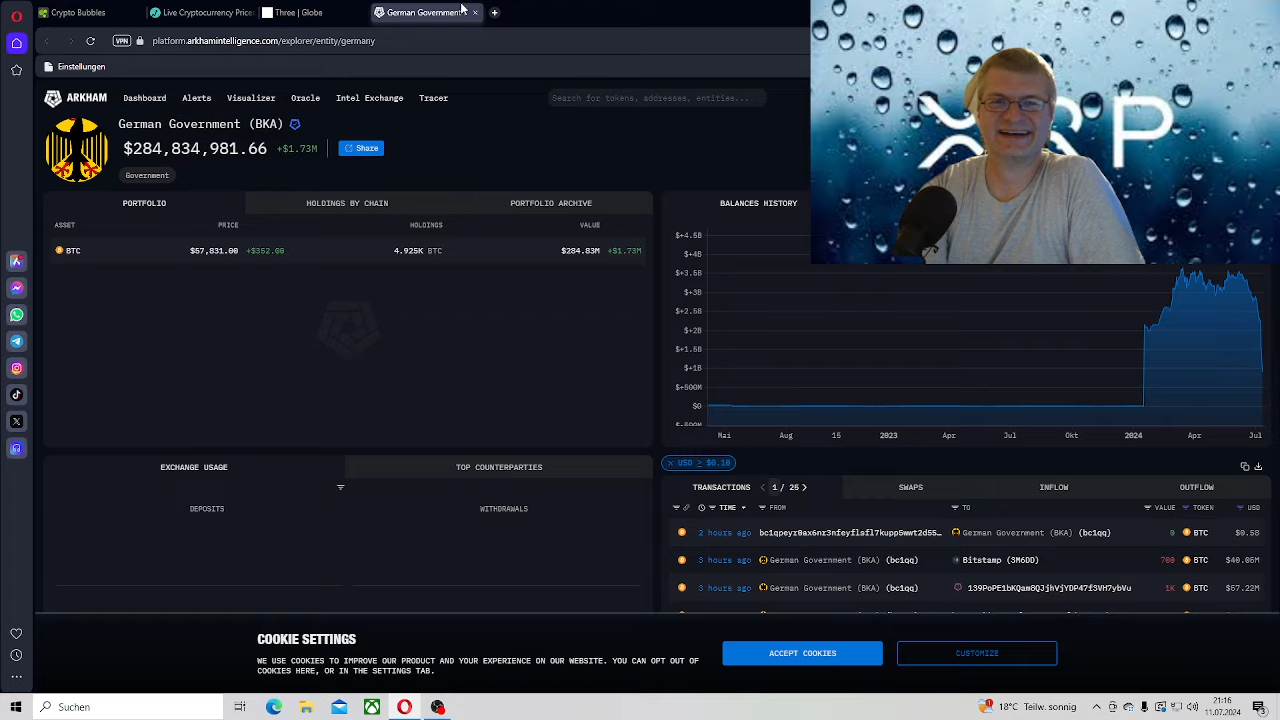 Crypto Bubbles
Live Cryptocurrency Price
Three | Globe
German Government
VPN
platform.arkhamintelligence.com/explorer/entity/germany
Einstellungen
ARKHAM
Dashboard Alerts Visualizer Oracle Intel Exchange Tracer
Search for tokens, addresses, entities...
German Government (BKA)
$284,834,981.66 +$1.73M
Share
Government
XRP
PORTFOLIO HOLDINGS BY CHAIN PORTFOLIO ARCHIVE
ASSET PRICE HOLDINGS VALUE
BTC $57,831.00 +$352.00 4.925K BTC $284.83M +$1.73M
BALANCES HISTORY
$+4.5B
$+4B
$+3.5B
$+3B
$+2.5B
$+2B
$+1.5B
$+1B
$+500M
$0
Mai Aug 15 2023 Apr Jul Okt 2024 Apr Jul
EXCHANGE USAGE TOP COUNTERPARTIES
DEPOSITS WITHDRAWALS
USD ≥ $0.10
TRANSACTIONS 1 / 25 SWAPS INFLOW OUTFLOW
TIME FROM TO VALUE TOKEN USD
2 hours ago German Government (BKA) (bc1qq) 0 BTC $0.58
3 hours ago German Government (BKA) (bc1qq) Bitstamp (3M6DD) 700 BTC $40.05M
3 hours ago German Government (BKA) (bc1qq) 1K BTC $57.22M
COOKIE SETTINGS
WE USE COOKIES TO IMPROVE OUR PRODUCT AND YOUR EXPERIENCE ON OUR WEBSITE. YOU CAN OPT OUT OF
COOKIES HERE, OR IN THE SETTINGS TAB.
ACCEPT COOKIES
CUSTOMIZE
Suchen
18°C Teilw. sonnig
21:16
11.07.2024